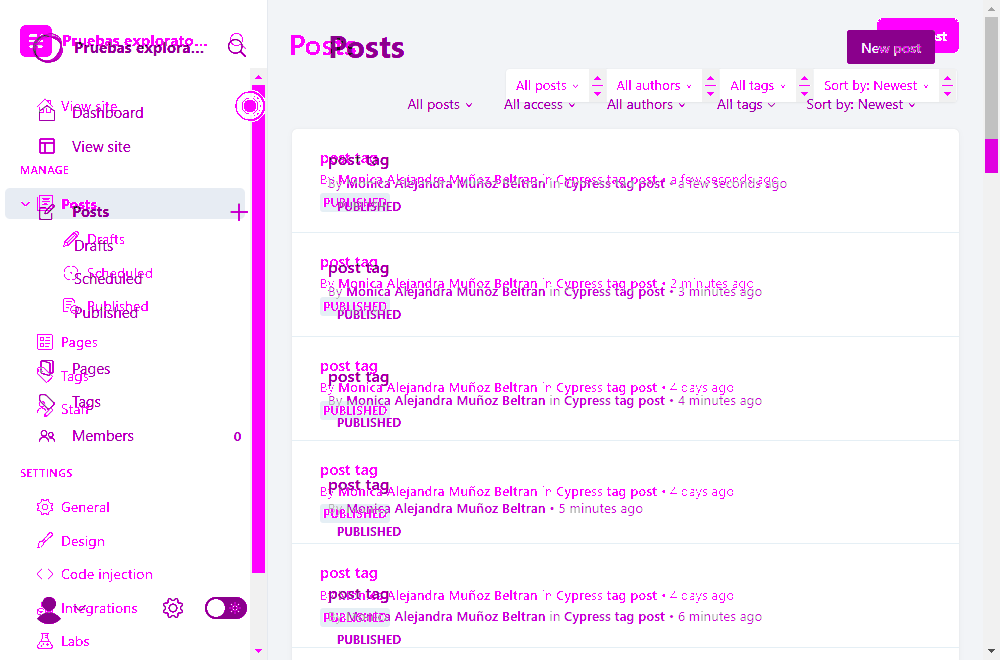 Pruebas explorato...
Pruebas explora...
View site
Dashboard
View site
MANAGE
Posts
Posts
Drafts
Drafts
Scheduled
Scheduled
Published
Published
Pages
Pages
Tags
Tags
Staff
Members 0
SETTINGS
General
Design
Code injection
Integrations
Labs
Posts
Posts
New post
All posts All authors All tags Sort by: Newest
All posts All access All authors All tags Sort by: Newest
post tag
post tag
By Monica Alejandra Muñoz Beltran in Cypress tag post • a few seconds ago
By Monica Alejandra Muñoz Beltran in Cypress tag post • a few seconds ago
PUBLISHED
PUBLISHED
post tag
post tag
By Monica Alejandra Muñoz Beltran in Cypress tag post • 2 minutes ago
By Monica Alejandra Muñoz Beltran in Cypress tag post • 3 minutes ago
PUBLISHED
PUBLISHED
post tag
post tag
By Monica Alejandra Muñoz Beltran in Cypress tag post • 4 days ago
By Monica Alejandra Muñoz Beltran in Cypress tag post • 4 minutes ago
PUBLISHED
PUBLISHED
post tag
post tag
By Monica Alejandra Muñoz Beltran in Cypress tag post • 4 days ago
By Monica Alejandra Muñoz Beltran • 5 minutes ago
PUBLISHED
PUBLISHED
post tag
post tag
By Monica Alejandra Muñoz Beltran in Cypress tag post • 4 days ago
By Monica Alejandra Muñoz Beltran in Cypress tag post • 6 minutes ago
PUBLISHED
PUBLISHED